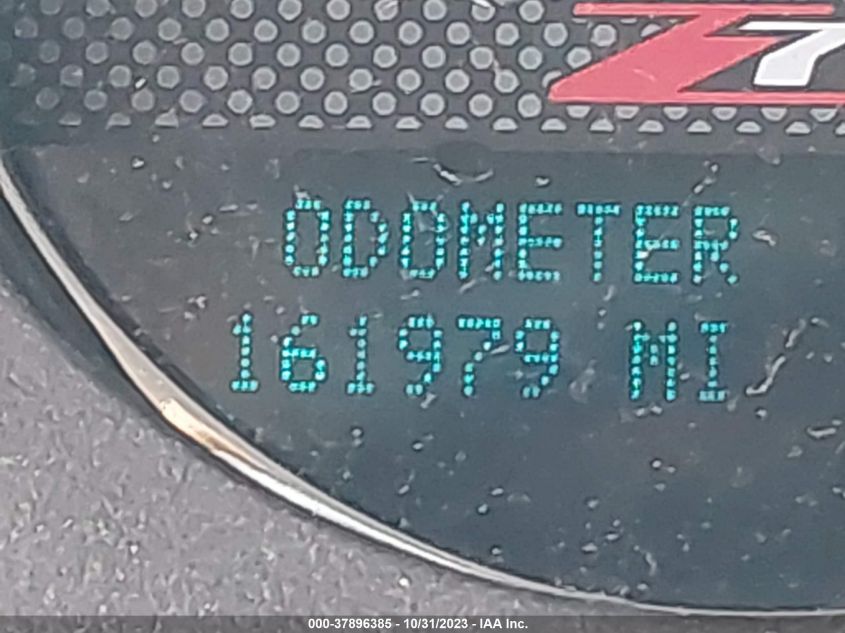 Z7
ODOMETER
161979 MI
000-37896385 - 10/31/2023 - IAA Inc.